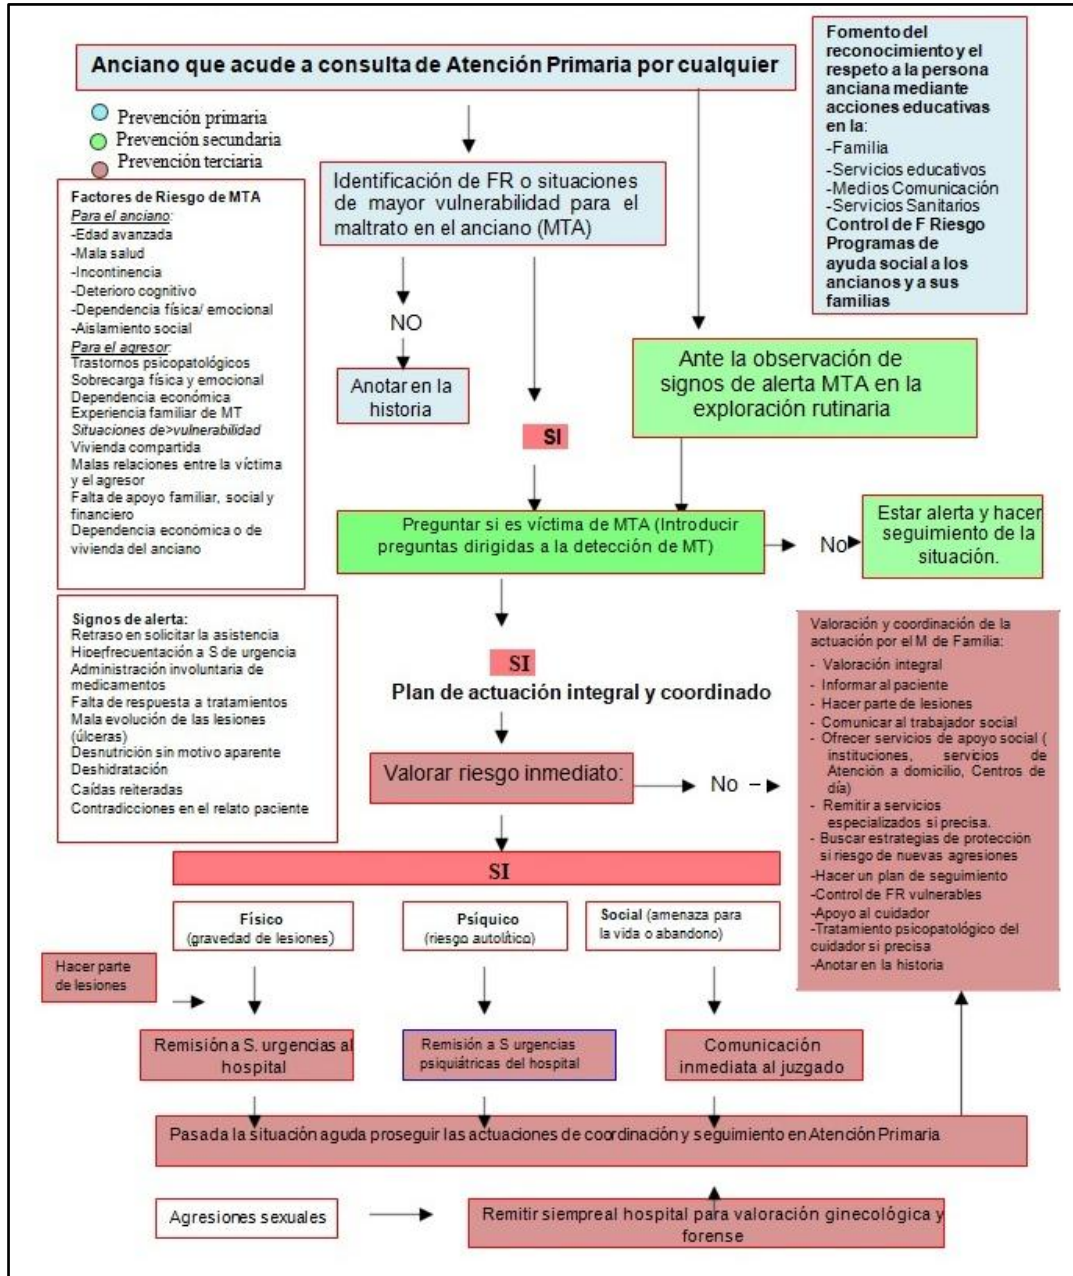 Anciano que acude a consulta de Atención Primaria por cualquier
Prevención primaria
Prevención secundaria
Prevención terciaria
Fomento del
reconocimiento y el
respeto a la persona
anciana mediante
acciones educativas
en la:
-Familia
-Servicios educativos
-Medios Comunicación
-Servicios Sanitarios
Control de F Riesgo
Programas de
ayuda social a los
ancianos y a sus
familias
Identificación de FR o situaciones
de mayor vulnerabilidad para el
maltrato en el anciano (MTA)
NO
Anotar en la
historia
SI
Ante la observación de
signos de alerta MTA en la
exploración rutinaria
Factores de Riesgo de MTA
Para el anciano:
-Edad avanzada
-Mala salud
-Incontinencia
-Deterioro cognitivo
-Dependencia física/ emocional
-Aislamiento social
Para el agresor:
Trastornos psicopatológicos
Sobrecarga física y emocional
Dependencia económica
Experiencia familiar de MT
Situaciones de>vulnerabilidad
Vivienda compartida
Malas relaciones entre la víctima
y el agresor
Falta de apoyo familiar, social y
financiero
Dependencia económica o de
vivienda del anciano
Preguntar si es víctima de MTA (Introducir
preguntas dirigidas a la detección de MT)
No
Estar alerta y hacer
seguimiento de la
situación.
Signos de alerta:
Retraso en solicitar la asistencia
Hiperfrecuentación a S de urgencia
Administración involuntaria de
medicamentos
Falta de respuesta a tratamientos
Mala evolución de las lesiones
(úlceras)
Desnutrición sin motivo aparente
Deshidratación
Caídas reiteradas
Contradicciones en el relato paciente
SI
Plan de actuación integral y coordinado
Valorar riesgo inmediato:
No
Valoración y coordinación de la
actuación por el M de Familia:
- Valoración integral
- Informar al paciente
- Hacer parte de lesiones
- Comunicar al trabajador social
- Ofrecer servicios de apoyo social (
instituciones, servicios de
Atención a domicilio, Centros de
día)
- Remitir a servicios
especializados si precisa.
- Buscar estrategias de protección
si riesgo de nuevas agresiones
-Hacer un plan de seguimiento
-Control de FR vulnerables
-Apoyo al cuidador
-Tratamiento psicopatológico del
cuidador si precisa
-Anotar en la historia
SI
Físico
(gravedad de lesiones)
Psíquico
(riesgo autolítico)
Social (amenaza para
la vida o abandono)
Hacer parte
de lesiones
Remisión a S. urgencias al
hospital
Remisión a S urgencias
psiquiátricas del hospital
Comunicación
inmediata al juzgado
Pasada la situación aguda proseguir las actuaciones de coordinación y seguimiento en Atención Primaria
Agresiones sexuales
Remitir siempreal hospital para valoración ginecológica y
forense